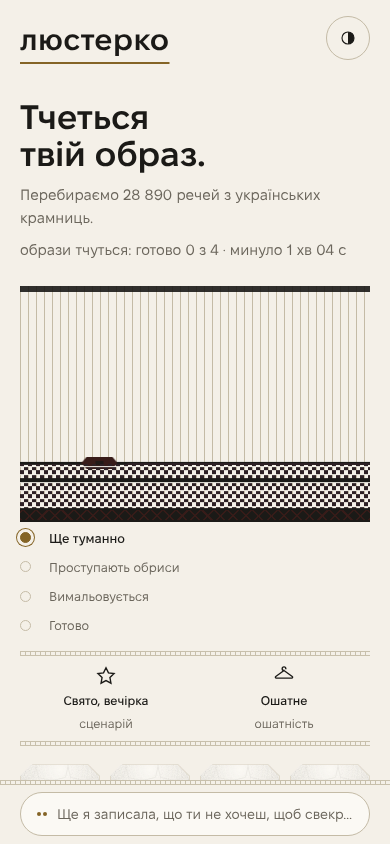 люстерко
Тчеться
твій образ.
Перебираємо 28 890 речей з українських
крамниць.
образи тчуться: готово 0 з 4 · минуло 1 хв 04 с
Ще туманно
Проступають обриси
Вимальовується
Готово
Свято, вечірка
сценарій
Ошатне
ошатність
Ще я записала, що ти не хочеш, щоб свекр...